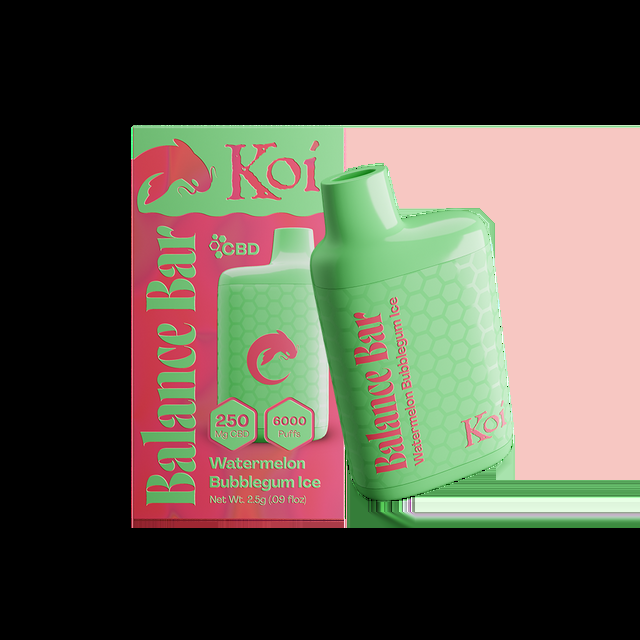 Koi
Balance Bar
CBD
250
Mg CBD
6000
Puffs
Watermelon
Bubblegum Ice
Net Wt. 2.5g (.09 floz)
Balance Bar
Watermelon Bubblegum Ice
Koi